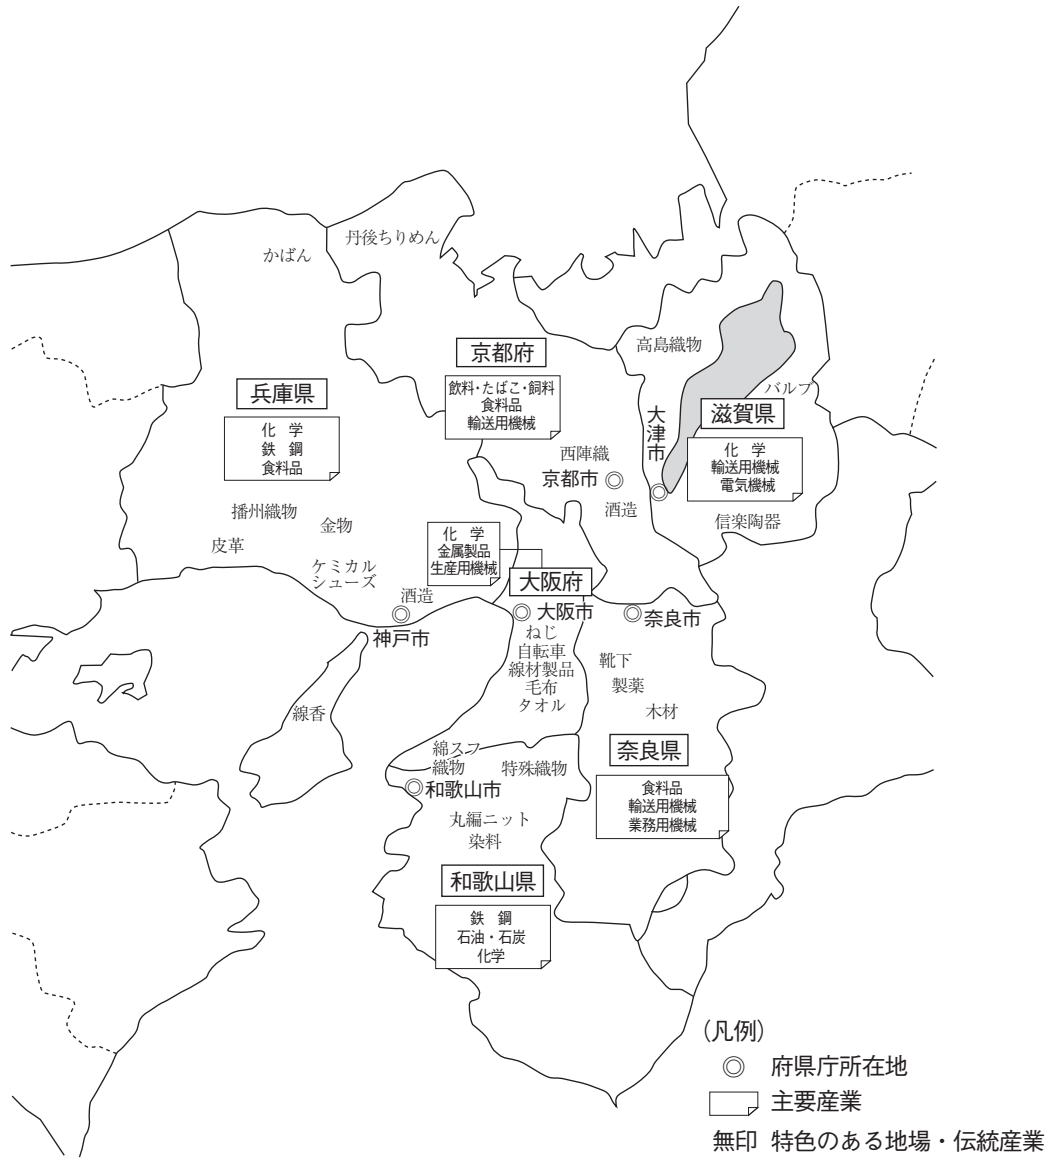 丹後ちりめん
かばん
京都府
飲料・たばこ・飼料
食料品
輸送用機械
高島織物
バルブ
兵庫県
化 学
鉄 鋼
食料品
大津市
滋賀県
化 学
輸送用機械
電気機械
西陣織
京都市
酒造
信楽陶器
播州織物
金物
皮革
ケミカル
シューズ
酒造
神戸市
化 学
金属製品
生産用機械
大阪府
大阪市
ねじ
自転車
線材製品
毛布
タオル
奈良市
靴下
製薬
木材
線香
奈良県
食料品
輸送用機械
業務用機械
綿スフ
織物
特殊織物
和歌山市
丸編ニット
染料
和歌山県
鉄 鋼
石油・石炭
化学
（凡例）
府県庁所在地
主要産業
無印 特色のある地場・伝統産業